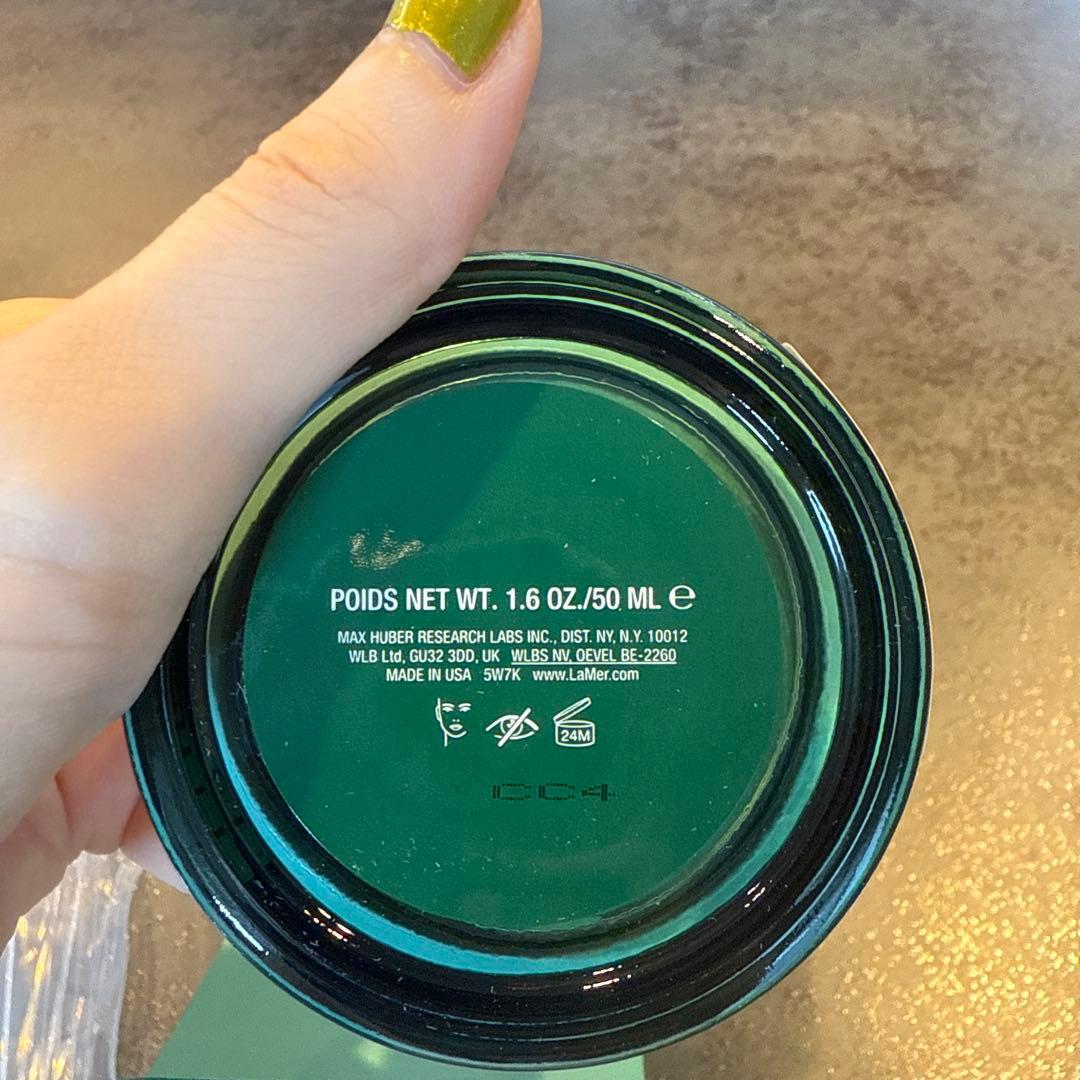 POIDS NET WT. 1.6 OZ./50 ML ℮
MAX HUBER RESEARCH LABS INC., DIST. NY, N.Y. 10012
WLB Ltd, GU32 3DD, UK WLBS NV, OEVEL BE-2260
MADE IN USA 5W7K www.LaMer.com
24M
CC4